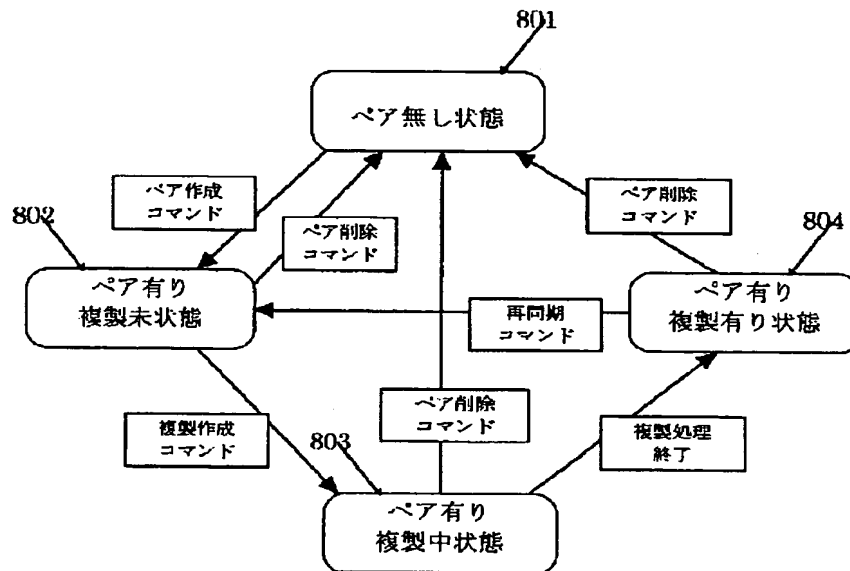 801
ペア無し状態
ペア作成
コマンド
802
ペア削除
コマンド
ペア削除
コマンド
804
ペア有り
複製未状態
再同期
コマンド
ペア有り
複製有り状態
複製作成
コマンド
803
ペア削除
コマンド
複製処理
終了
ペア有り
複製中状態